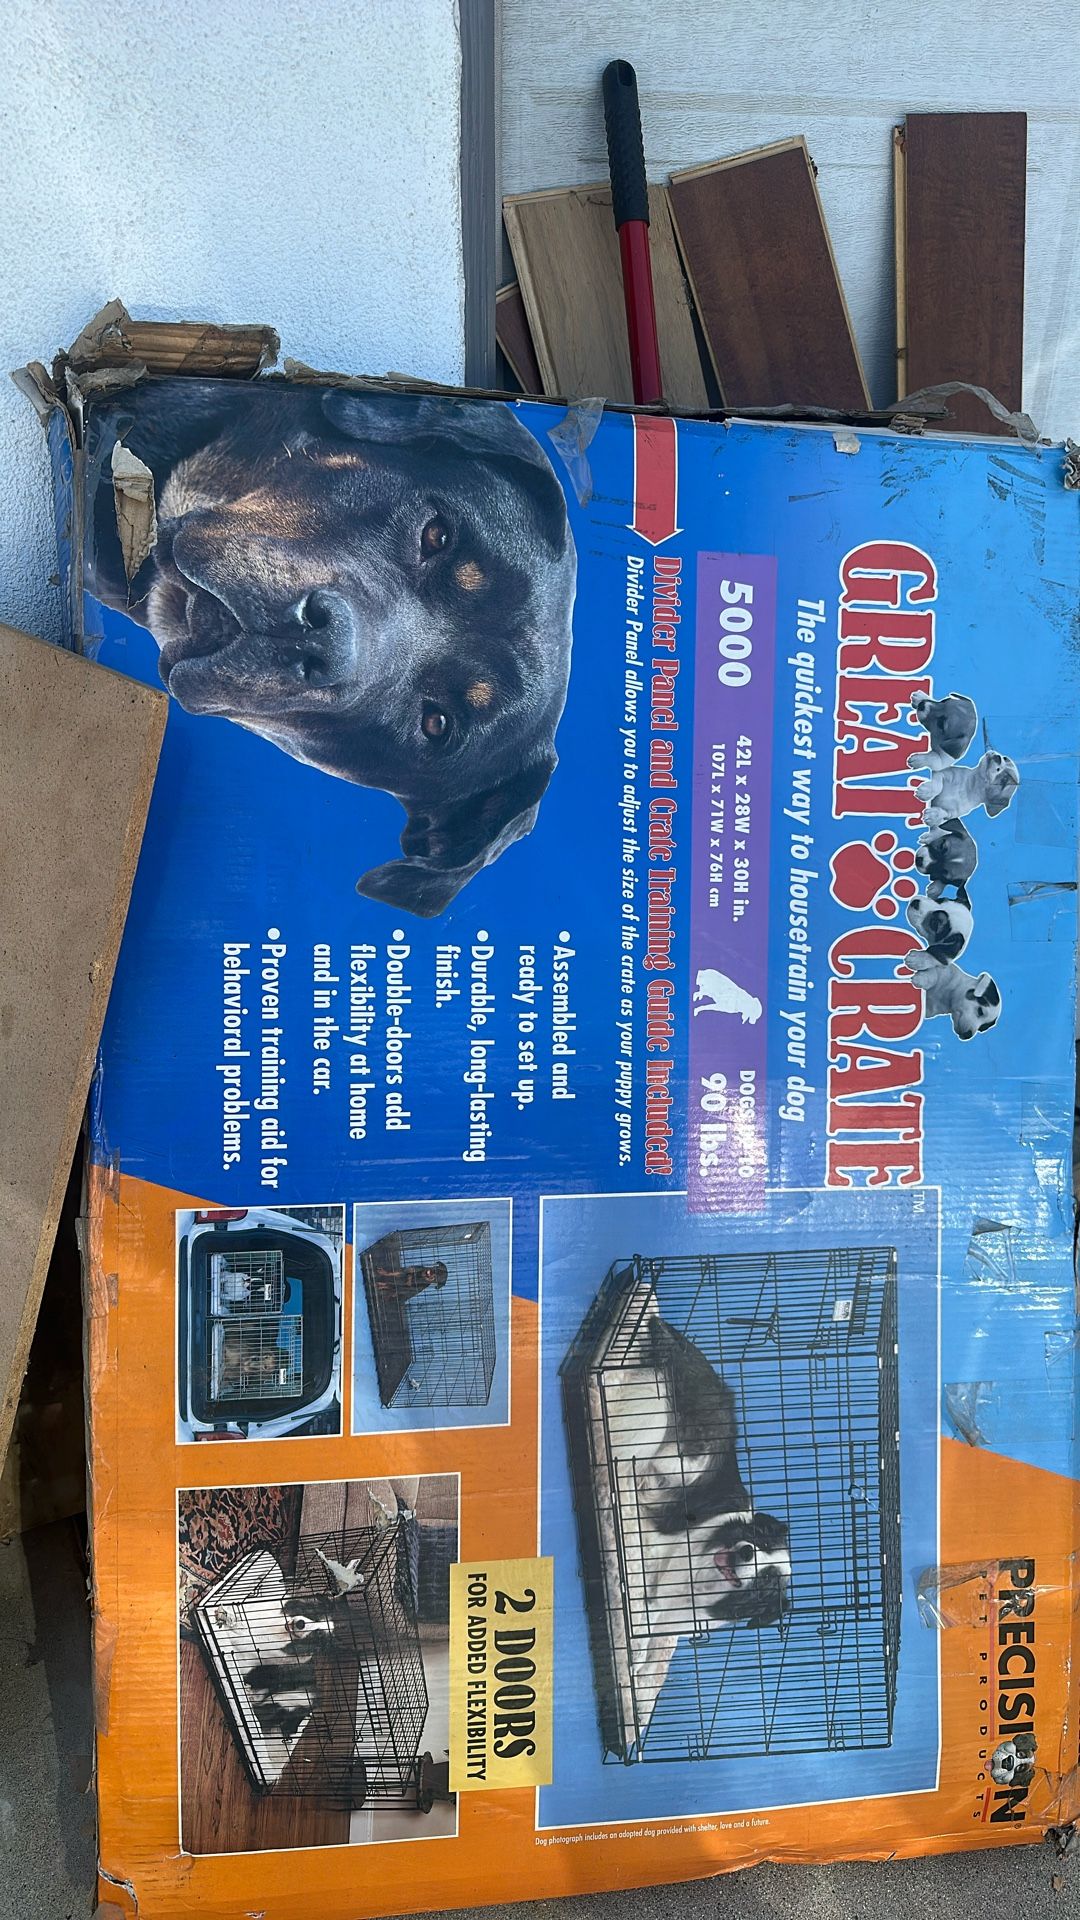 GREAT CRATE™
The quickest way to housetrain your dog
5000
42L x 28W x 30H in.
107L x 71W x 76H cm
90 lbs.
Divider Panel and Crate Training Guide Included!
Divider Panel allows you to adjust the size of the crate as your puppy grows.
•Assembled and
ready to set up.
•Durable, long-lasting
finish.
•Double-doors add
flexibility at home
and in the car.
•Proven training aid for
behavioral problems.
PRECISION®
PET PRODUCTS
2 DOORS
FOR ADDED FLEXIBILITY
Dog photograph includes an adopted dog provided with shelter, love and a future.